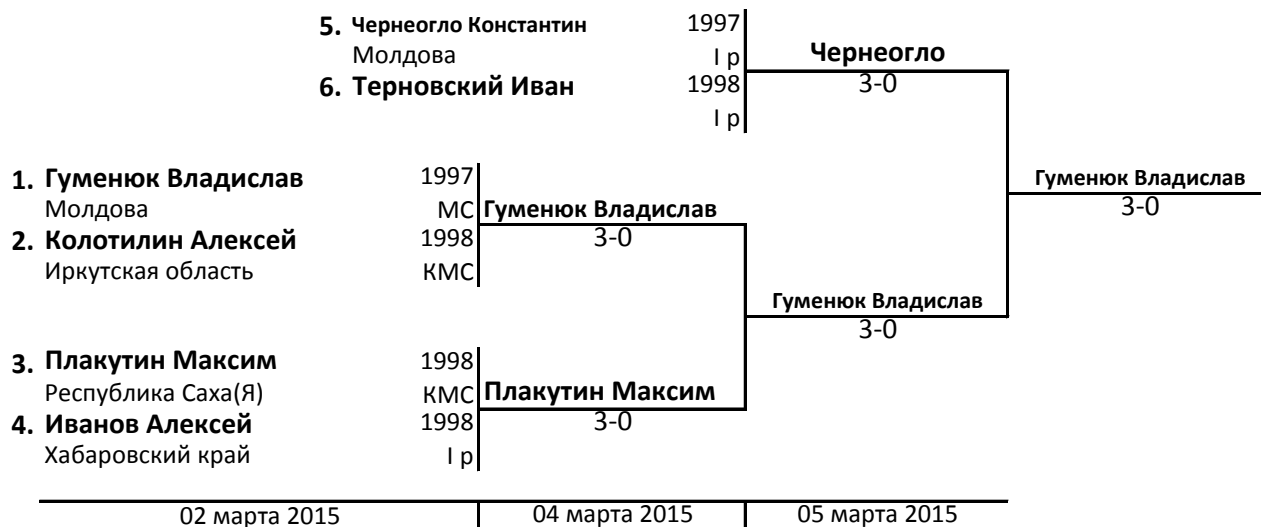 5. Чернеогло Константин 1997
Молдова I р
Чернеогло
6. Терновский Иван 1998
3-0
I р
1. Гуменюк Владислав 1997
Гуменюк Владислав
Молдова МС
Гуменюк Владислав
3-0
2. Колотилин Алексей 1998
3-0
Иркутская область КМС
Гуменюк Владислав
3-0
3. Плакутин Максим 1998
Республика Саха(Я) КМС
Плакутин Максим
4. Иванов Алексей 1998
3-0
Хабаровский край I р
02 марта 2015 04 марта 2015 05 марта 2015